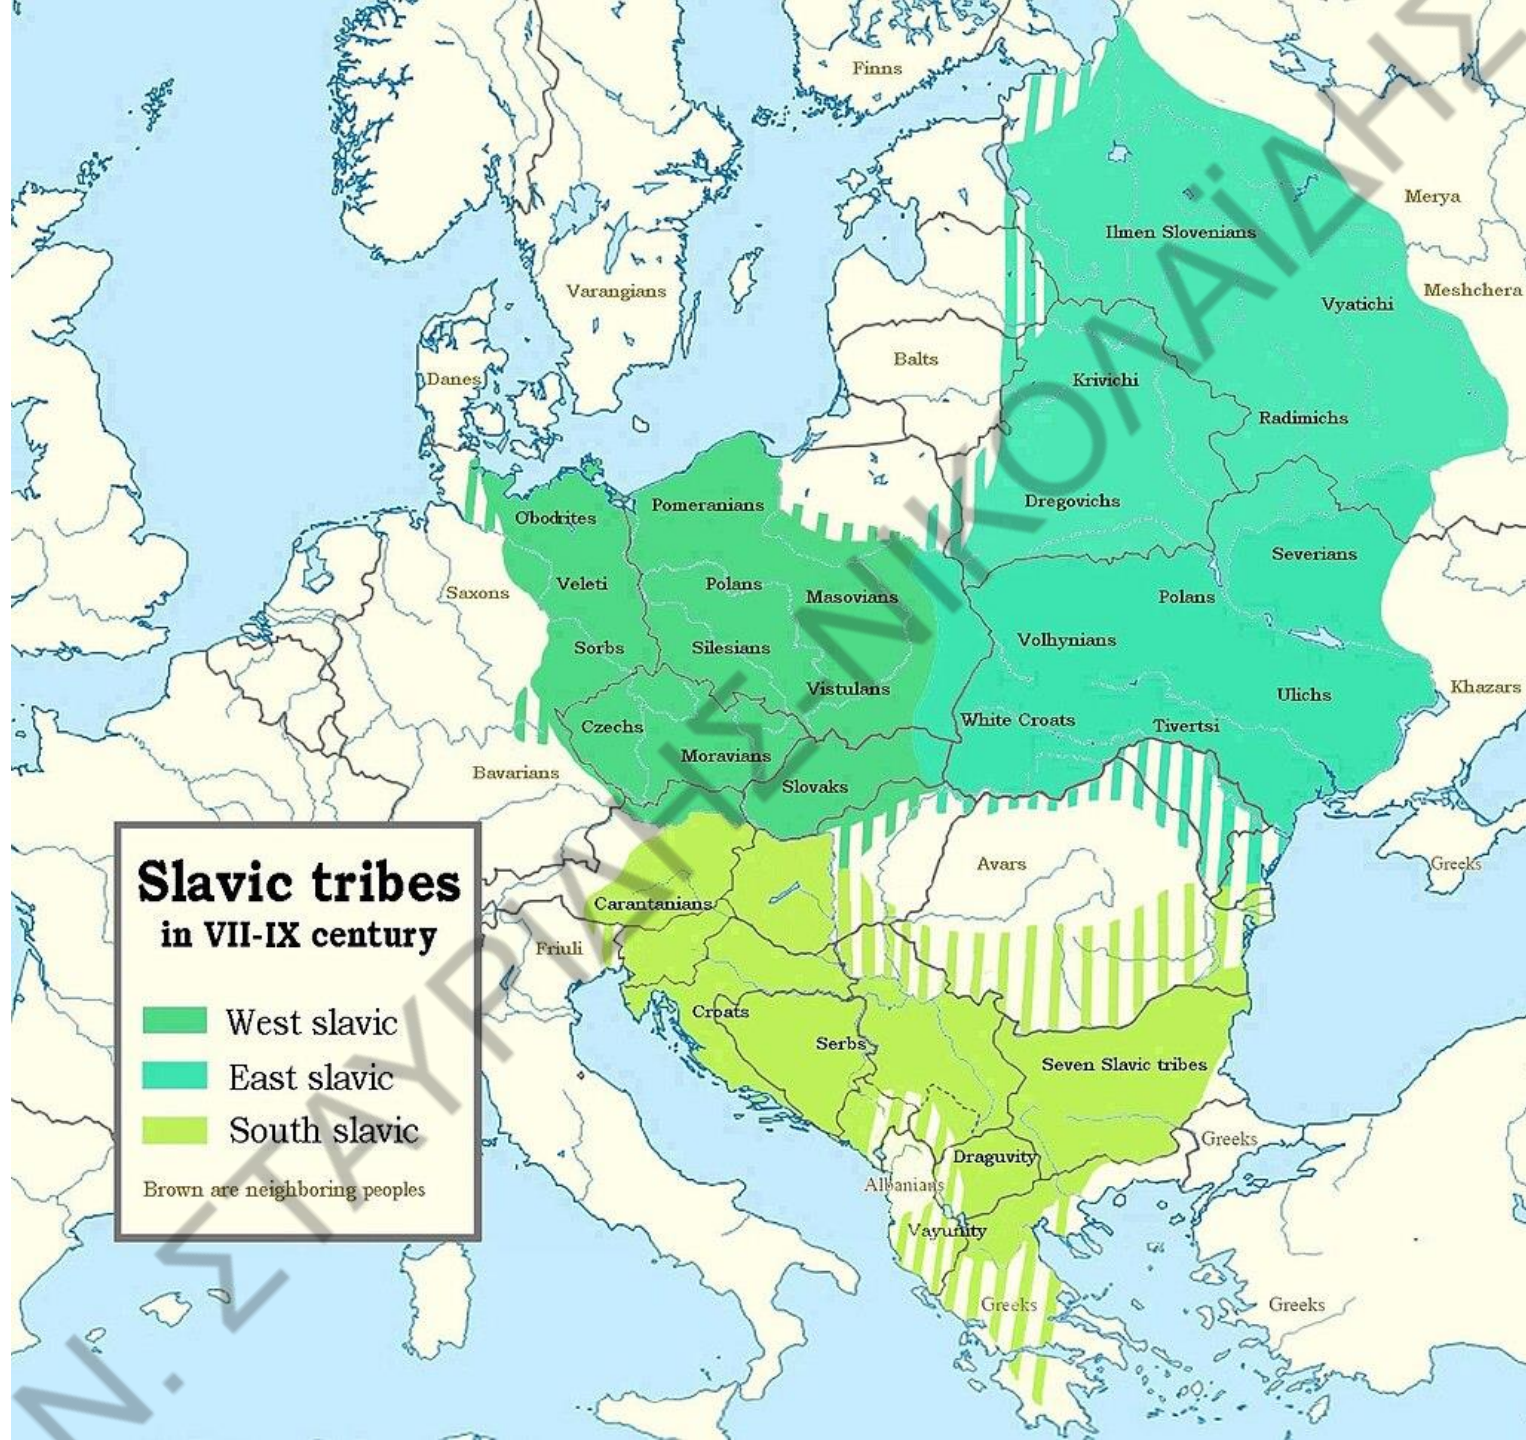 Finns
Merya
Ilmen Slovenians
Varangians
Meshchera
Vyatichi
Balts
Danes
Krivichi
Radimichs
Pomeranians
Dregovichs
Obodrites
Severians
Veleti
Polans
Saxons
Masovians
Polans
Volhynians
Sorbs
Silesians
Vistulans
Khazars
Ulichs
White Croats
Czechs
Tivertsi
Moravians
Bavarians
Slovaks
Avars
Greeks
Carantanians
Friuli
Croats
Serbs
Seven Slavic tribes
Greeks
Draguvity
Albanians
Vayunity
Greeks
Greeks
Slavic tribes
in VII-IX century
West slavic
East slavic
South slavic
Brown are neighboring peoples
Ν. ΣΤΑΥΡΙΔΗΣ-ΝΙΚΟΛΑΪΔΗΣ